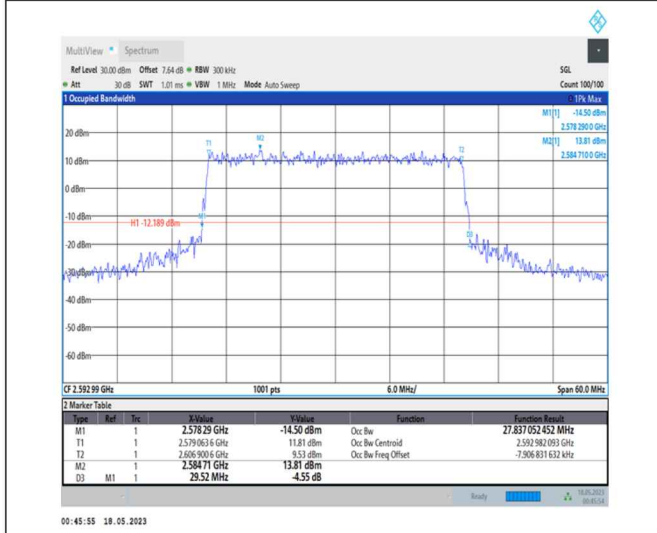 MultiView Spectrum
Ref Level 30.00 dBm Offset 7.64 dB RBW 300 kHz SGL
Att 30 dB SWT 1.01 ms VBW 1 MHz Mode Auto Sweep Count 100/100
1 Occupied Bandwidth 1Pk Max
M1[1] -14.50 dBm
2.578 290 0 GHz
M2[1] 13.81 dBm
2.584 710 0 GHz
20 dBm
T1 M2 T2
10 dBm
0 dBm
-10 dBm
M1
H1 -12.189 dBm
-20 dBm
D3
-30 dBm
-40 dBm
-50 dBm
-60 dBm
CF 2.592 99 GHz 1001 pts 6.0 MHz/ Span 60.0 MHz
2 Marker Table
Type Ref Trc X-Value Y-Value Function Function Result
M1 1 2.578 29 GHz -14.50 dBm Occ Bw 27.837 052 452 MHz
T1 1 2.579 063 6 GHz 11.81 dBm Occ Bw Centroid 2.592 982 093 GHz
T2 1 2.606 900 6 GHz 9.53 dBm Occ Bw Freq Offset -7.906 831 632 kHz
M2 1 2.584 71 GHz 13.81 dBm
D3 M1 1 29.52 MHz -4.55 dB
Ready 18.05.2023
00:45:54
00:45:55 18.05.2023